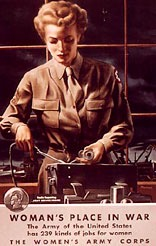 WOMAN'S PLACE IN WAR
The Army of the United States
has 239 kinds of jobs for women
THE WOMEN'S ARMY CORPS